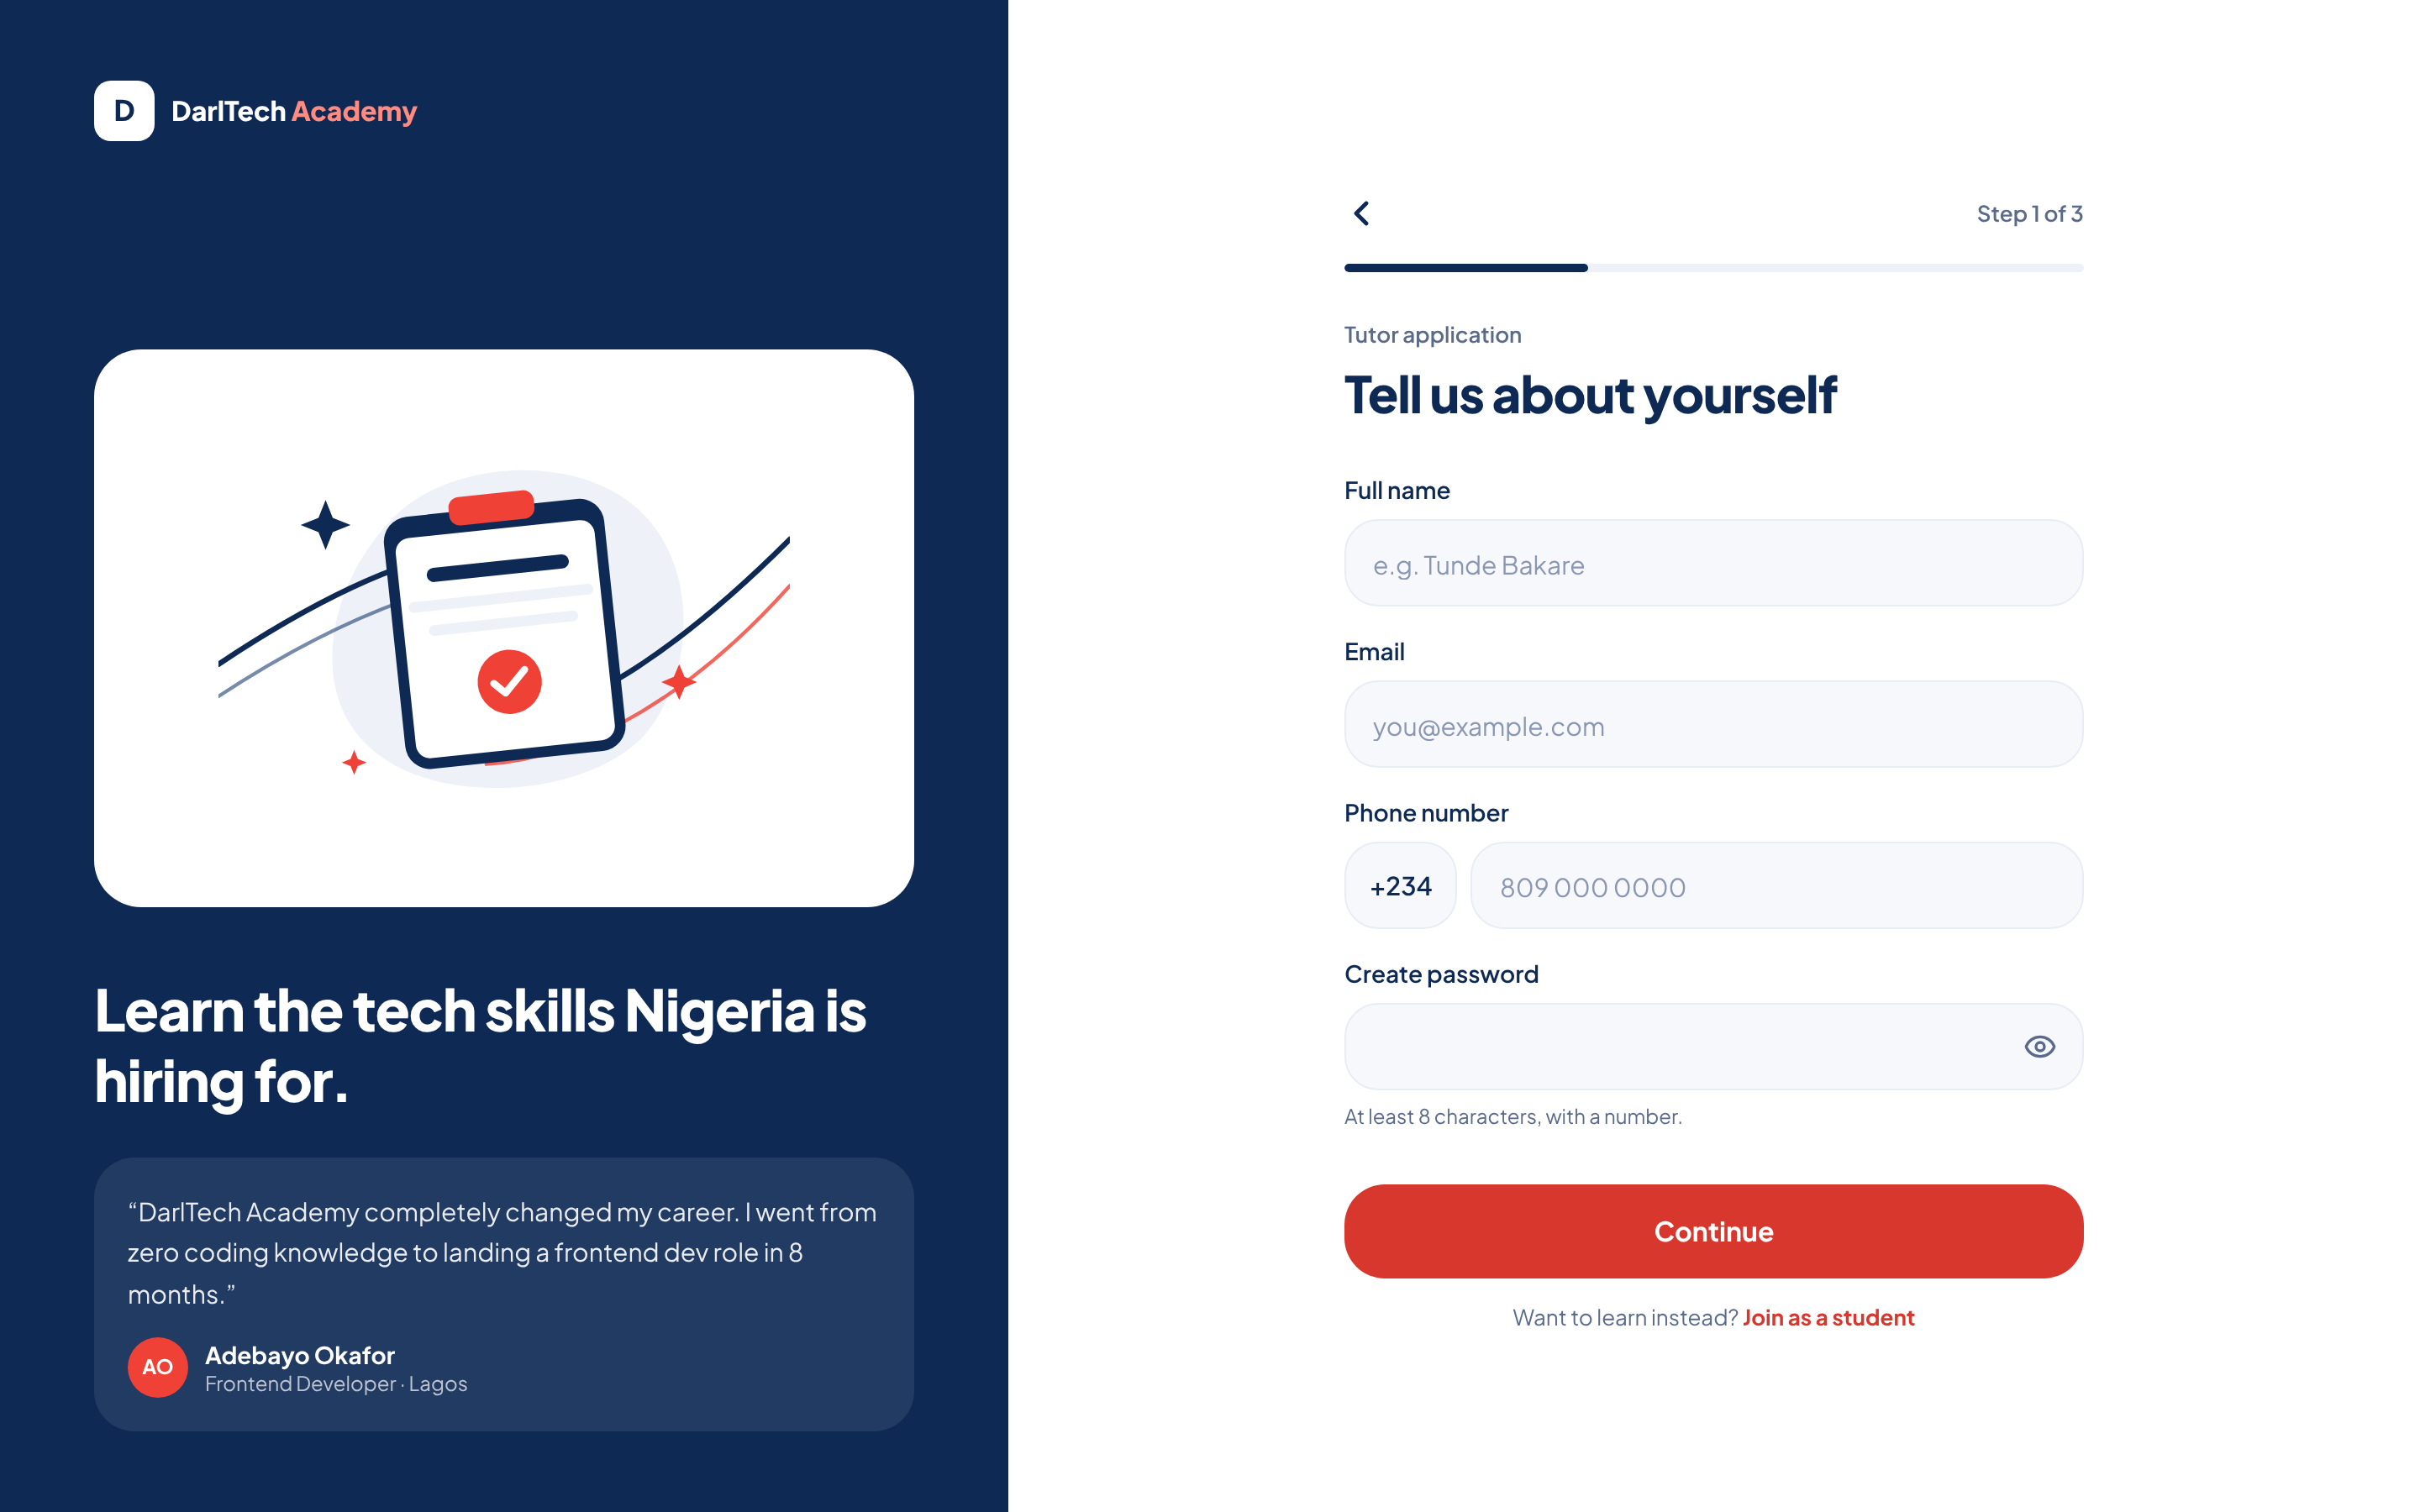 D
DarlTech Academy
Learn the tech skills Nigeria is
hiring for.
“DarlTech Academy completely changed my career. I went from
zero coding knowledge to landing a frontend dev role in 8
months.”
AO
Adebayo Okafor
Frontend Developer · Lagos
Step 1 of 3
Tutor application
Tell us about yourself
Full name
e.g. Tunde Bakare
Email
you@example.com
Phone number
+234
809 000 0000
Create password
At least 8 characters, with a number.
Continue
Want to learn instead? Join as a student